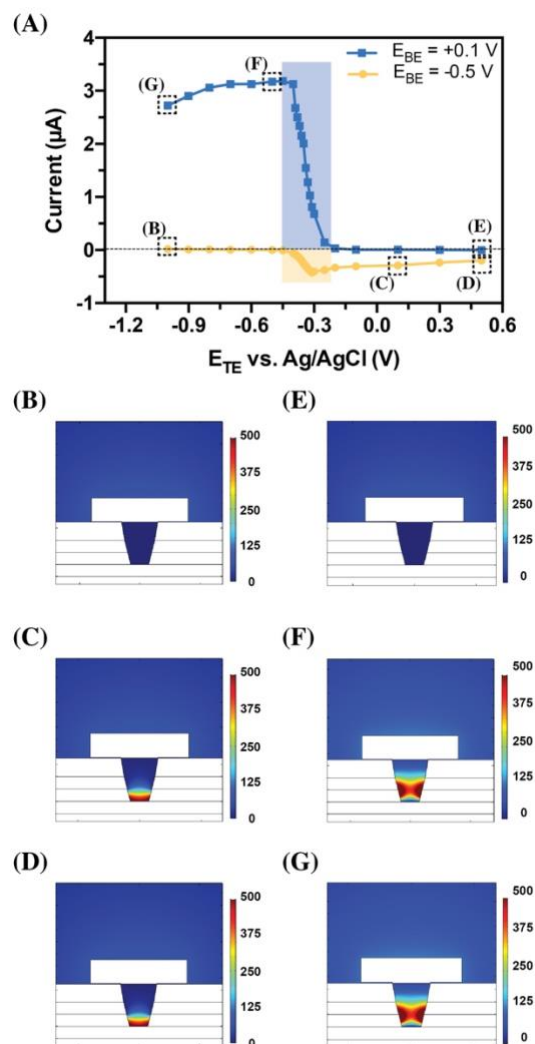 (A)
4
3
2
1
0
-1
Current (µA)
(G)
(F)
E_BE = +0.1 V
E_BE = -0.5 V
(B)
(E)
(C)
(D)
-1.2 -0.9 -0.6 -0.3 0.0 0.3 0.6
E_TE vs. Ag/AgCl (V)
(B)
500
375
250
125
0
(E)
500
375
250
125
0
(C)
500
375
250
125
0
(F)
500
375
250
125
0
(D)
500
375
250
125
0
(G)
500
375
250
125
0